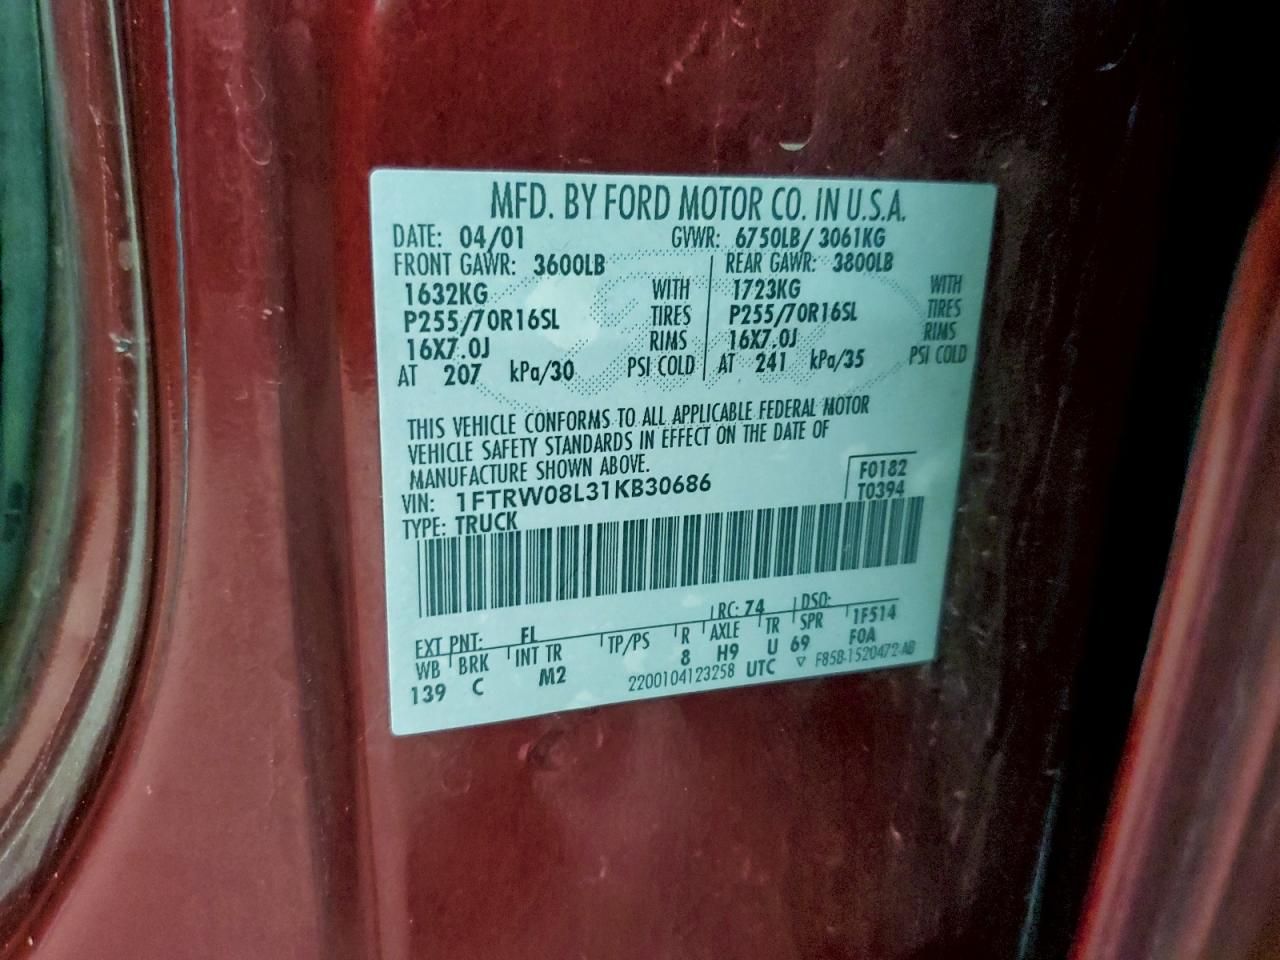 MFD. BY FORD MOTOR CO. IN U.S.A.
DATE: 04/01 GVWR: 6750LB/ 3061KG
FRONT GAWR: 3600LB REAR GAWR: 3800LB
1632KG WITH 1723KG WITH
P255/70R16SL TIRES P255/70R16SL TIRES
16X7.0J RIMS 16X7.0J RIMS
AT 207 kPa/30 PSI COLD AT 241 kPa/35 PSI COLD
THIS VEHICLE CONFORMS TO ALL APPLICABLE FEDERAL MOTOR
VEHICLE SAFETY STANDARDS IN EFFECT ON THE DATE OF
MANUFACTURE SHOWN ABOVE.
F0182
VIN: 1FTRW08L31KB30686 T0394
TYPE: TRUCK
EXT PNT: FL RC: 74 DSO:
WB BRK INT TR TP/PS R AXLE TR SPR 1F514
139 C M2 8 H9 U 69 F0A
2200104123258 UTC ▽ F85B-1520472-AB